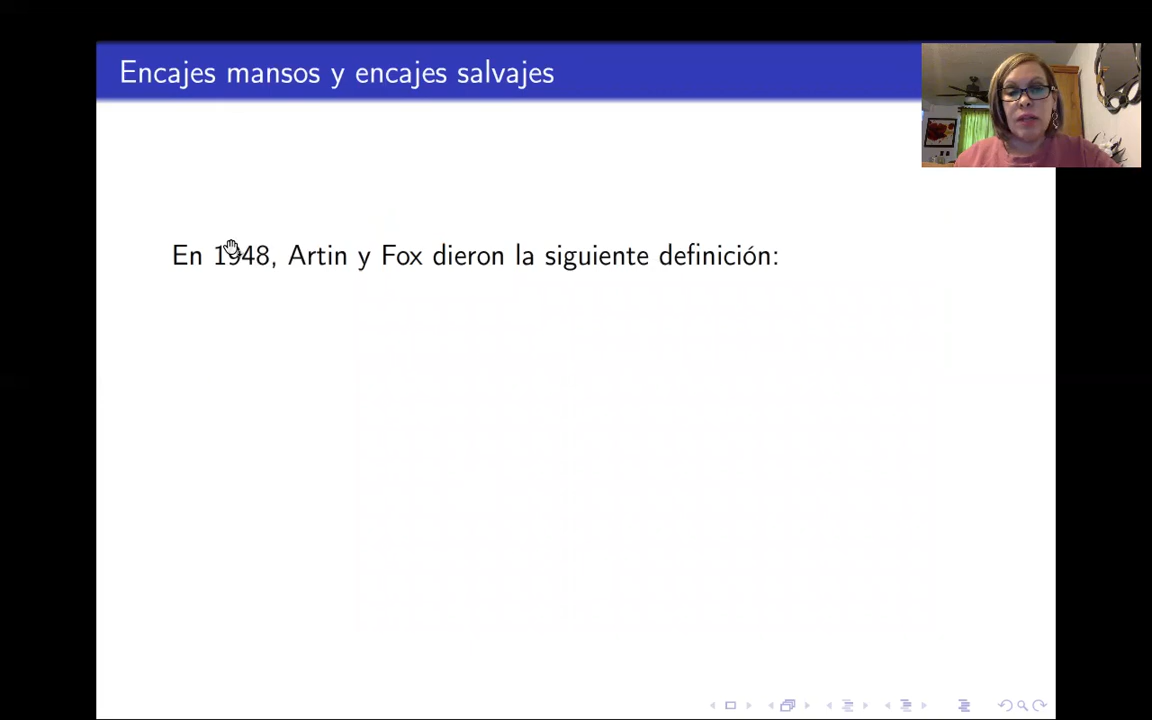 Encajes mansos y encajes salvajes
En 1948, Artin y Fox dieron la siguiente definición: